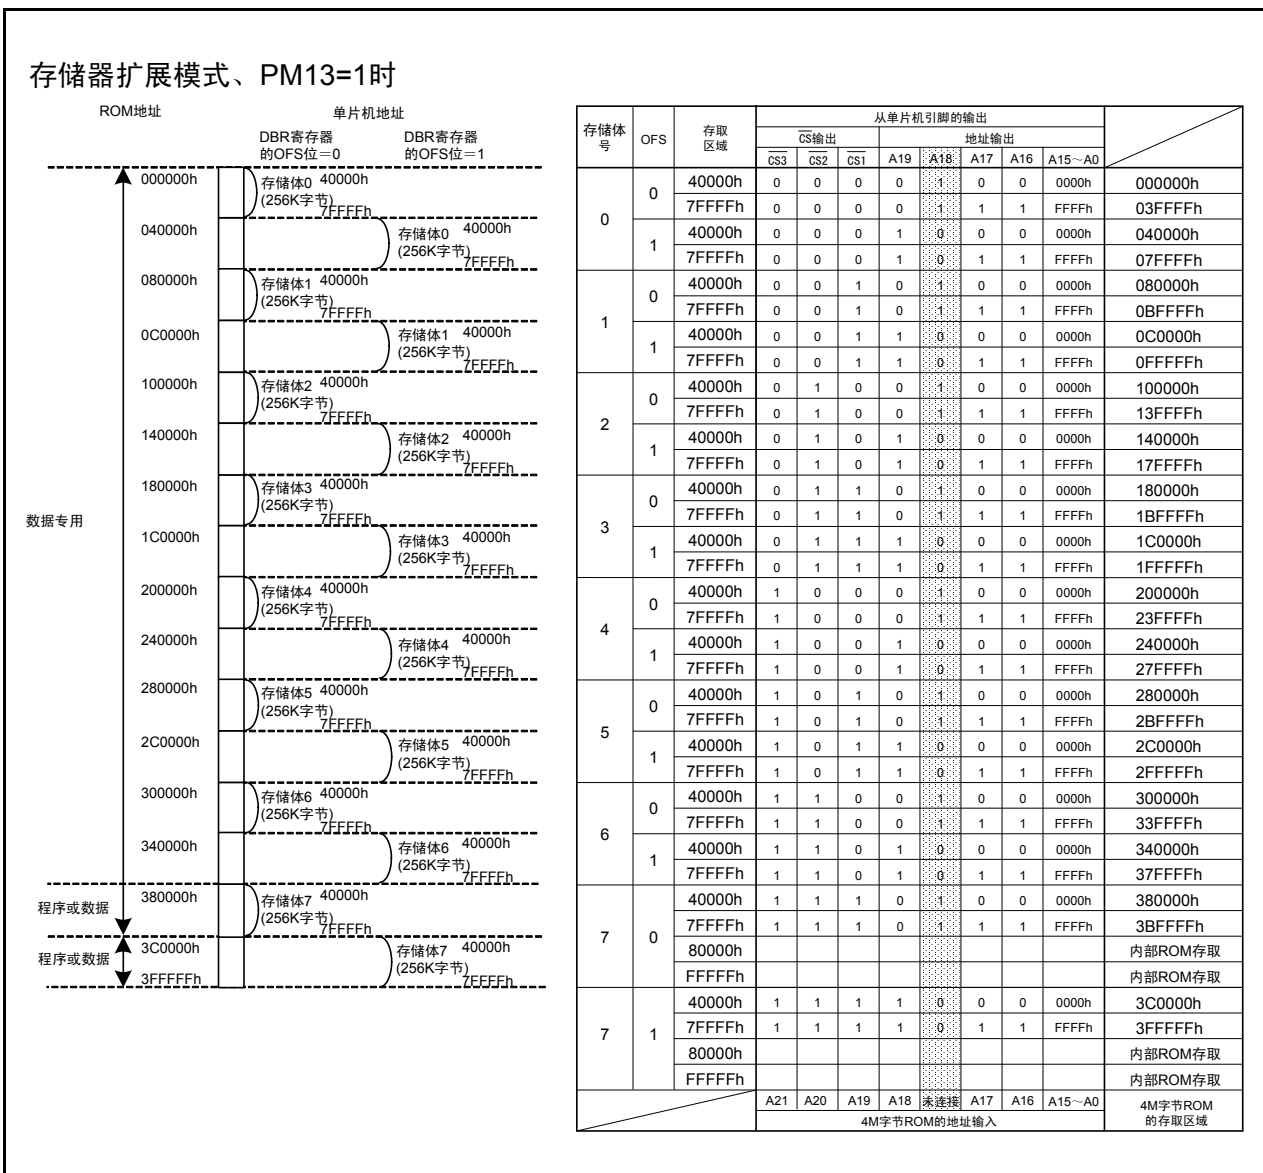 存储器扩展模式、PM13=1时
ROM地址
单片机地址
DBR寄存器
的OFS位＝0
DBR寄存器
的OFS位＝1
000000h
存储体0 40000h
(256K字节)
7FFFFh
040000h
存储体0 40000h
(256K字节)
7FFFFh
080000h
存储体1 40000h
(256K字节)
7FFFFh
0C0000h
存储体1 40000h
(256K字节)
7FFFFh
100000h
存储体2 40000h
(256K字节)
7FFFFh
140000h
存储体2 40000h
(256K字节)
7FFFFh
180000h
存储体3 40000h
(256K字节)
7FFFFh
数据专用
1C0000h
存储体3 40000h
(256K字节)
7FFFFh
200000h
存储体4 40000h
(256K字节)
7FFFFh
240000h
存储体4 40000h
(256K字节)
7FFFFh
280000h
存储体5 40000h
(256K字节)
7FFFFh
2C0000h
存储体5 40000h
(256K字节)
7FFFFh
300000h
存储体6 40000h
(256K字节)
7FFFFh
340000h
存储体6 40000h
(256K字节)
7FFFFh
程序或数据
380000h
存储体7 40000h
(256K字节)
7FFFFh
程序或数据
3C0000h
存储体7 40000h
(256K字节)
7FFFFh
3FFFFFh
存储体号 OFS 存取区域 从单片机引脚的输出
CS输出 地址输出
CS3 CS2 CS1 A19 A18 A17 A16 A15～A0
0 0 40000h 0 0 0 0 1 0 0 0000h 000000h
7FFFFh 0 0 0 0 1 1 1 FFFFh 03FFFFh
1 40000h 0 0 0 1 0 0 0 0000h 040000h
7FFFFh 0 0 0 1 0 1 1 FFFFh 07FFFFh
1 0 40000h 0 0 1 0 1 0 0 0000h 080000h
7FFFFh 0 0 1 0 1 1 1 FFFFh 0BFFFFh
1 40000h 0 0 1 1 0 0 0 0000h 0C0000h
7FFFFh 0 0 1 1 0 1 1 FFFFh 0FFFFFh
2 0 40000h 0 1 0 0 1 0 0 0000h 100000h
7FFFFh 0 1 0 0 1 1 1 FFFFh 13FFFFh
1 40000h 0 1 0 1 0 0 0 0000h 140000h
7FFFFh 0 1 0 1 0 1 1 FFFFh 17FFFFh
3 0 40000h 0 1 1 0 1 0 0 0000h 180000h
7FFFFh 0 1 1 0 1 1 1 FFFFh 1BFFFFh
1 40000h 0 1 1 1 0 0 0 0000h 1C0000h
7FFFFh 0 1 1 1 0 1 1 FFFFh 1FFFFFh
4 0 40000h 1 0 0 0 1 0 0 0000h 200000h
7FFFFh 1 0 0 0 1 1 1 FFFFh 23FFFFh
1 40000h 1 0 0 1 0 0 0 0000h 240000h
7FFFFh 1 0 0 1 0 1 1 FFFFh 27FFFFh
5 0 40000h 1 0 1 0 1 0 0 0000h 280000h
7FFFFh 1 0 1 0 1 1 1 FFFFh 2BFFFFh
1 40000h 1 0 1 1 0 0 0 0000h 2C0000h
7FFFFh 1 0 1 1 0 1 1 FFFFh 2FFFFFh
6 0 40000h 1 1 0 0 1 0 0 0000h 300000h
7FFFFh 1 1 0 0 1 1 1 FFFFh 33FFFFh
1 40000h 1 1 0 1 0 0 0 0000h 340000h
7FFFFh 1 1 0 1 0 1 1 FFFFh 37FFFFh
7 0 40000h 1 1 1 0 1 0 0 0000h 380000h
7FFFFh 1 1 1 0 1 1 1 FFFFh 3BFFFFh
80000h 内部ROM存取
FFFFFh 内部ROM存取
7 1 40000h 1 1 1 1 0 0 0 0000h 3C0000h
7FFFFh 1 1 1 1 0 1 1 FFFFh 3FFFFFh
80000h 内部ROM存取
FFFFFh 内部ROM存取
A21 A20 A19 A18 未连接 A17 A16 A15～A0
4M字节ROM的地址输入
4M字节ROM
的存取区域